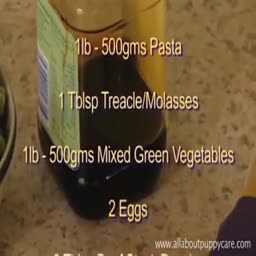 1lb - 500gms Pasta
1 Tblsp Treacle/Molasses
1lb - 500gms Mixed Green Vegetables
2 Eggs
www.allaboutpuppycare.com